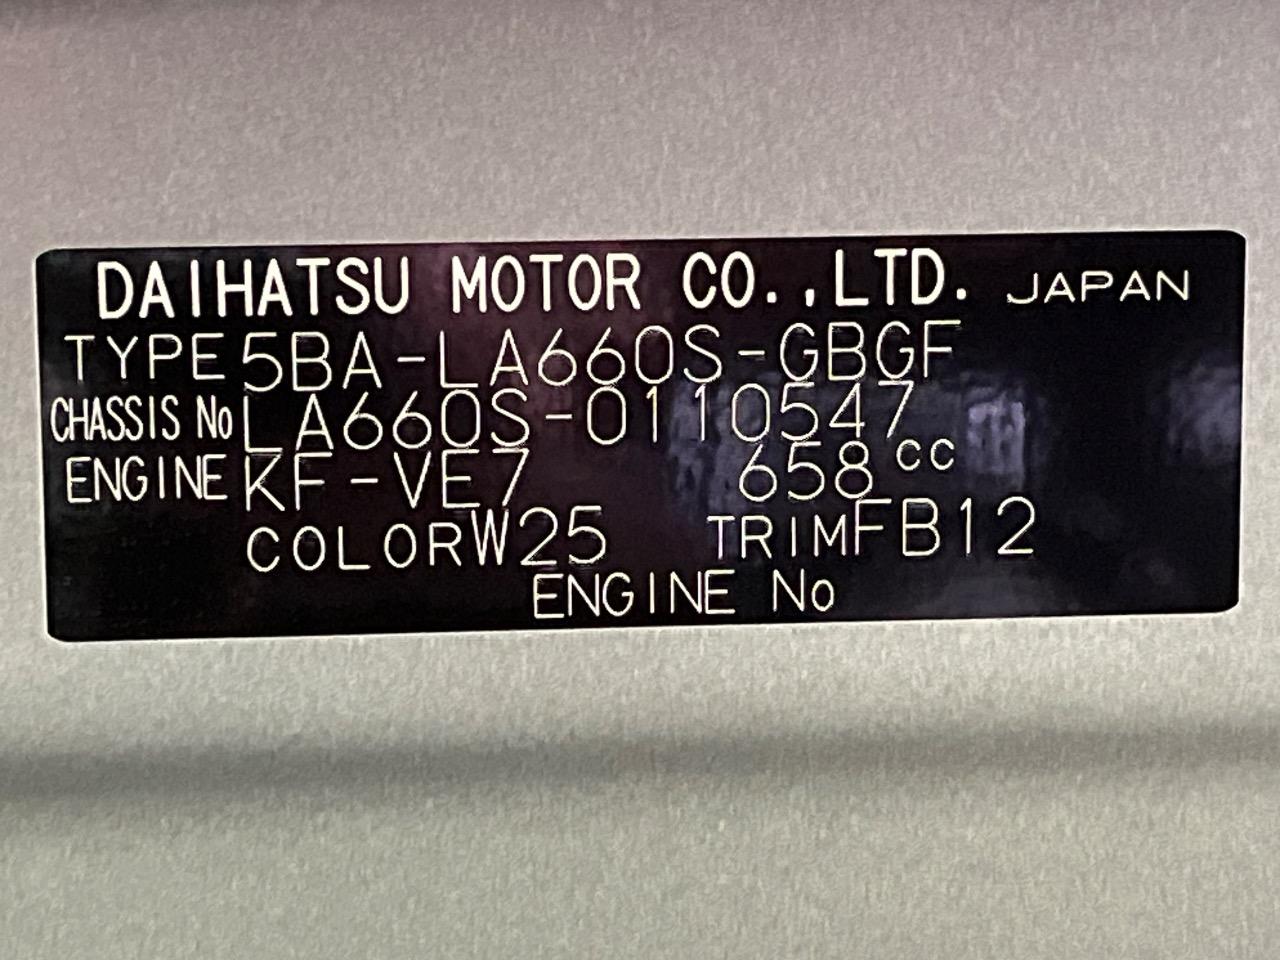 DAIHATSU MOTOR CO.,LTD. JAPAN
TYPE 5BA-LA660S-GBGF
CHASSIS No LA660S-0110547
ENGINE KF-VE7 658cc
COLOR W25 TRIM FB12
ENGINE No